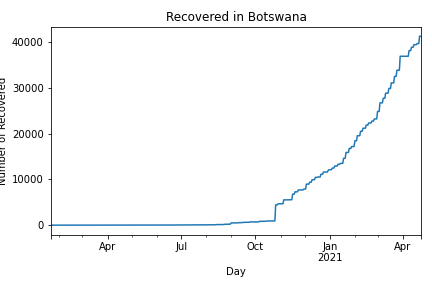 Recovered in Botswana
Number of Recovered
40000
30000
20000
10000
0
Apr
Jul
Oct
Jan
2021
Apr
Day